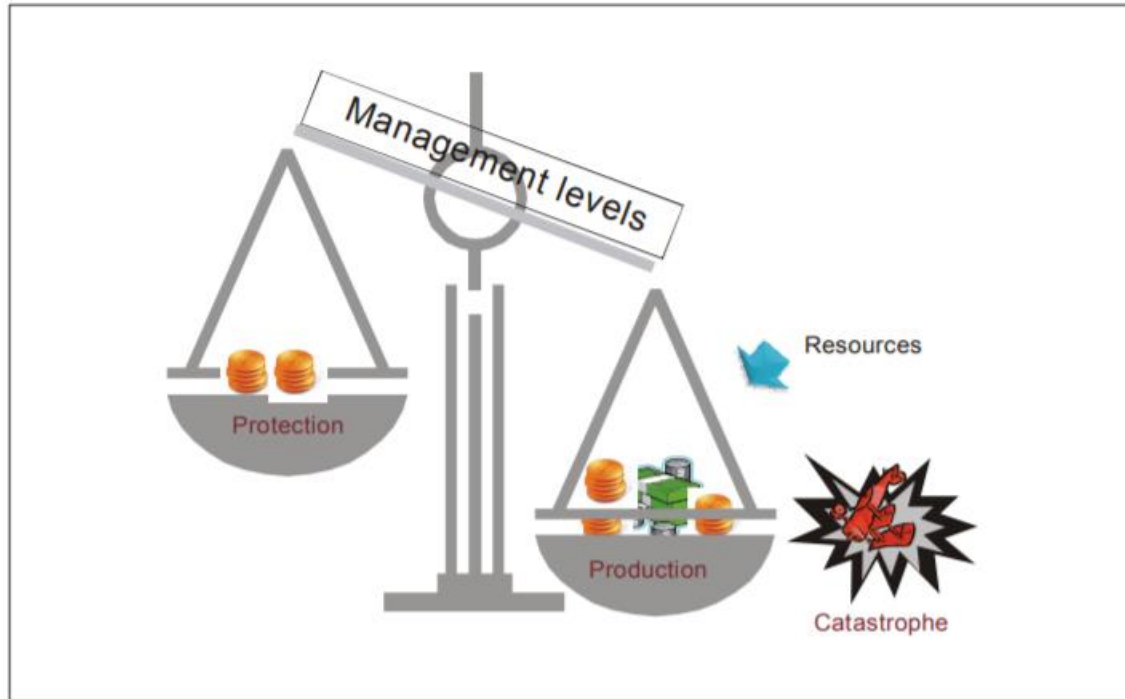 Management levels
Resources
Protection
Production
Catastrophe